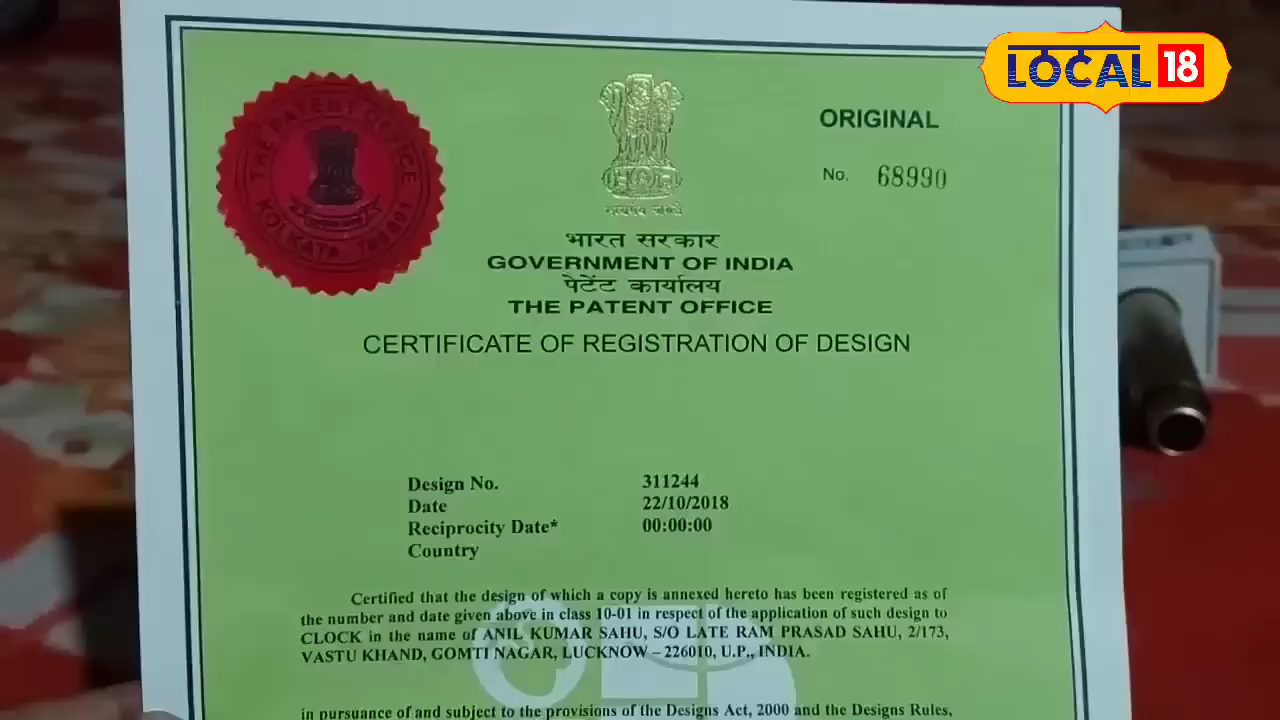 LOCAL 18
THE PATENT OFFICE
KOLKATA
ORIGINAL
No. 68990
भारत सरकार
GOVERNMENT OF INDIA
पेटेंट कार्यालय
THE PATENT OFFICE
CERTIFICATE OF REGISTRATION OF DESIGN
Design No. 311244
Date 22/10/2018
Reciprocity Date* 00:00:00
Country
Certified that the design of which a copy is annexed hereto has been registered as of
the number and date given above in class 10-01 in respect of the application of such design to
CLOCK in the name of ANIL KUMAR SAHU, S/O LATE RAM PRASAD SAHU, 2/173,
VASTU KHAND, GOMTI NAGAR, LUCKNOW – 226010, U.P., INDIA.
in pursuance of and subject to the provisions of the Designs Act, 2000 and the Designs Rules,